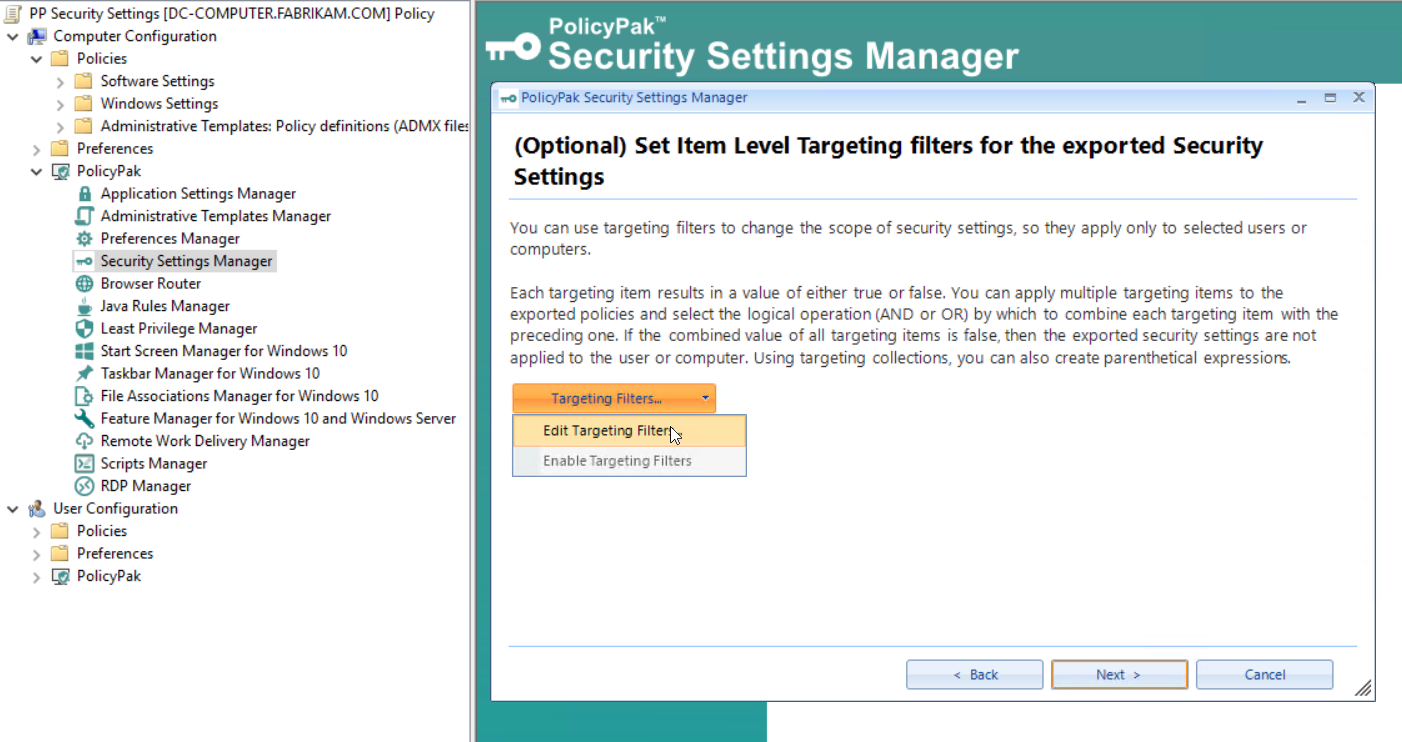 PP Security Settings [DC-COMPUTER.FABRIKAM.COM] Policy
Computer Configuration
Policies
Software Settings
Windows Settings
Administrative Templates: Policy definitions (ADMX files
Preferences
PolicyPak
Application Settings Manager
Administrative Templates Manager
Preferences Manager
Security Settings Manager
Browser Router
Java Rules Manager
Least Privilege Manager
Start Screen Manager for Windows 10
Taskbar Manager for Windows 10
File Associations Manager for Windows 10
Feature Manager for Windows 10 and Windows Server
Remote Work Delivery Manager
Scripts Manager
RDP Manager
User Configuration
Policies
Preferences
PolicyPak
PolicyPak™
Security Settings Manager
PolicyPak Security Settings Manager
(Optional) Set Item Level Targeting filters for the exported Security
Settings
You can use targeting filters to change the scope of security settings, so they apply only to selected users or
computers.
Each targeting item results in a value of either true or false. You can apply multiple targeting items to the
exported policies and select the logical operation (AND or OR) by which to combine each targeting item with the
preceding one. If the combined value of all targeting items is false, then the exported security settings are not
applied to the user or computer. Using targeting collections, you can also create parenthetical expressions.
Targeting Filters...
Edit Targeting Filters...
Enable Targeting Filters
< Back
Next >
Cancel